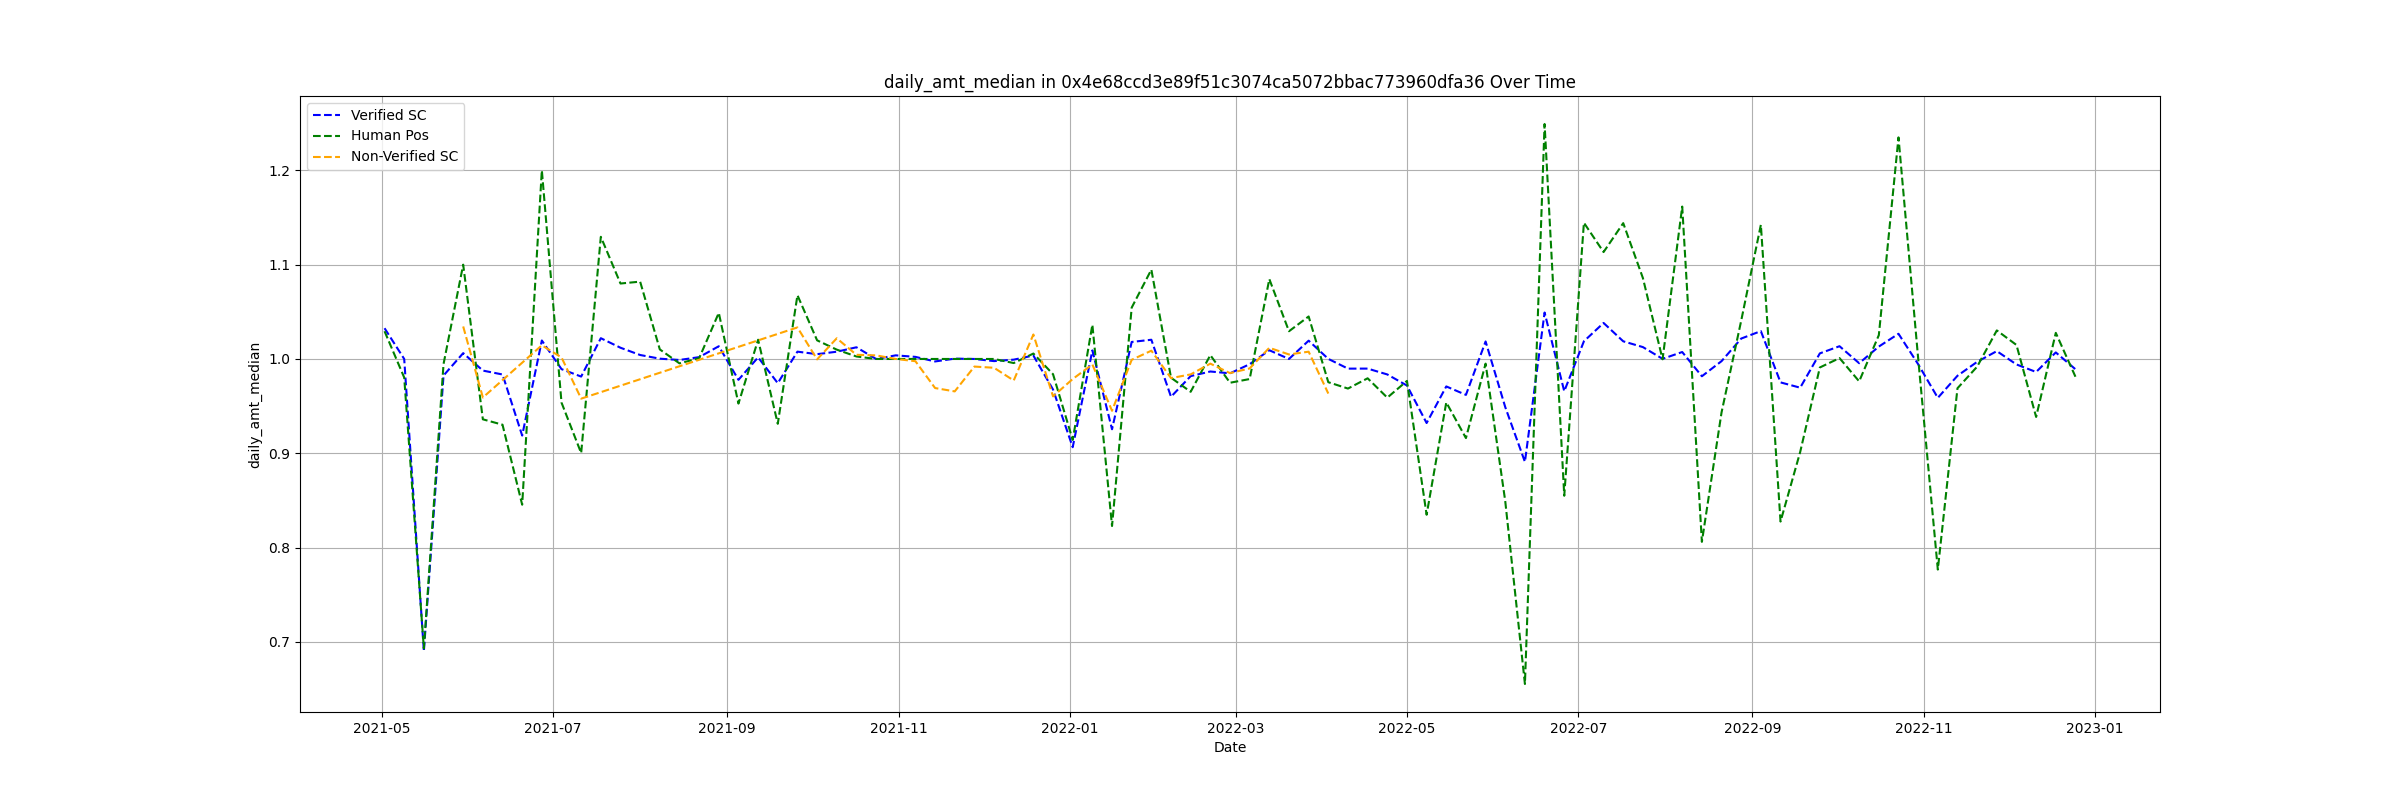 daily_amt_median in 0x4e68ccd3e89f51c3074ca5072bbac773960dfa36 Over Time
Verified SC
Human Pos
Non-Verified SC
daily_amt_median
1.2
1.1
1.0
0.9
0.8
0.7
2021-05 2021-07 2021-09 2021-11 2022-01 2022-03 2022-05 2022-07 2022-09 2022-11 2023-01
Date